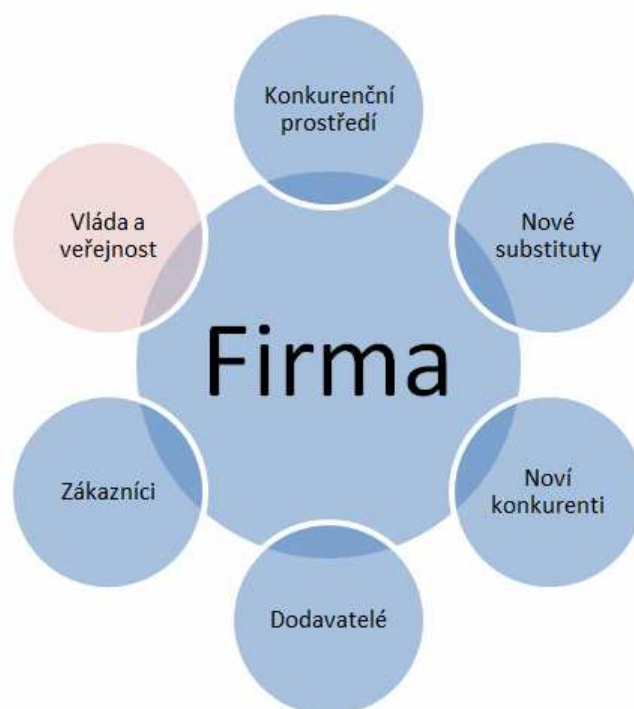 Konkurenční
prostředí
Vláda a
veřejnost
Nové
substituty
Firma
Zákazníci
Noví
konkurenti
Dodavatelé